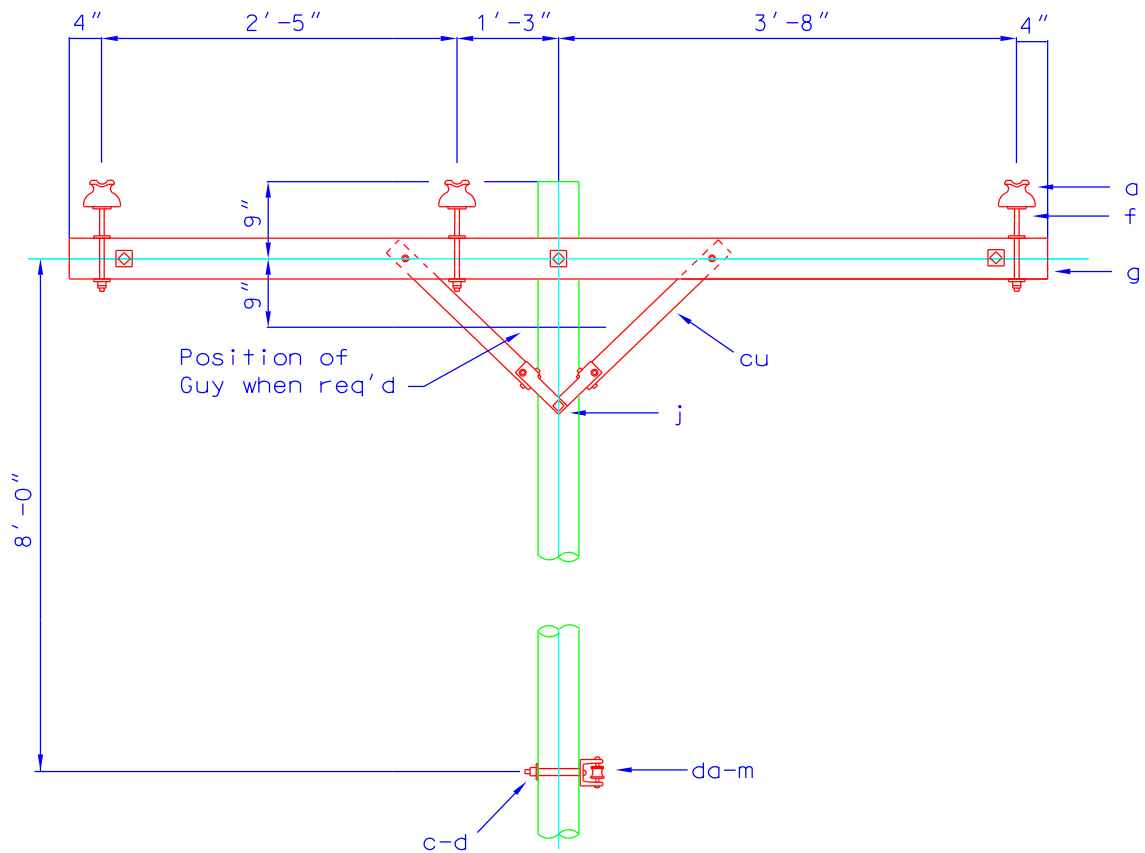 4" 2'-5" 1'-3" 3'-8" 4"
a
f
9"
g
9"
Position of
Guy when req'd
cu
j
8'-0"
da-m
c-d